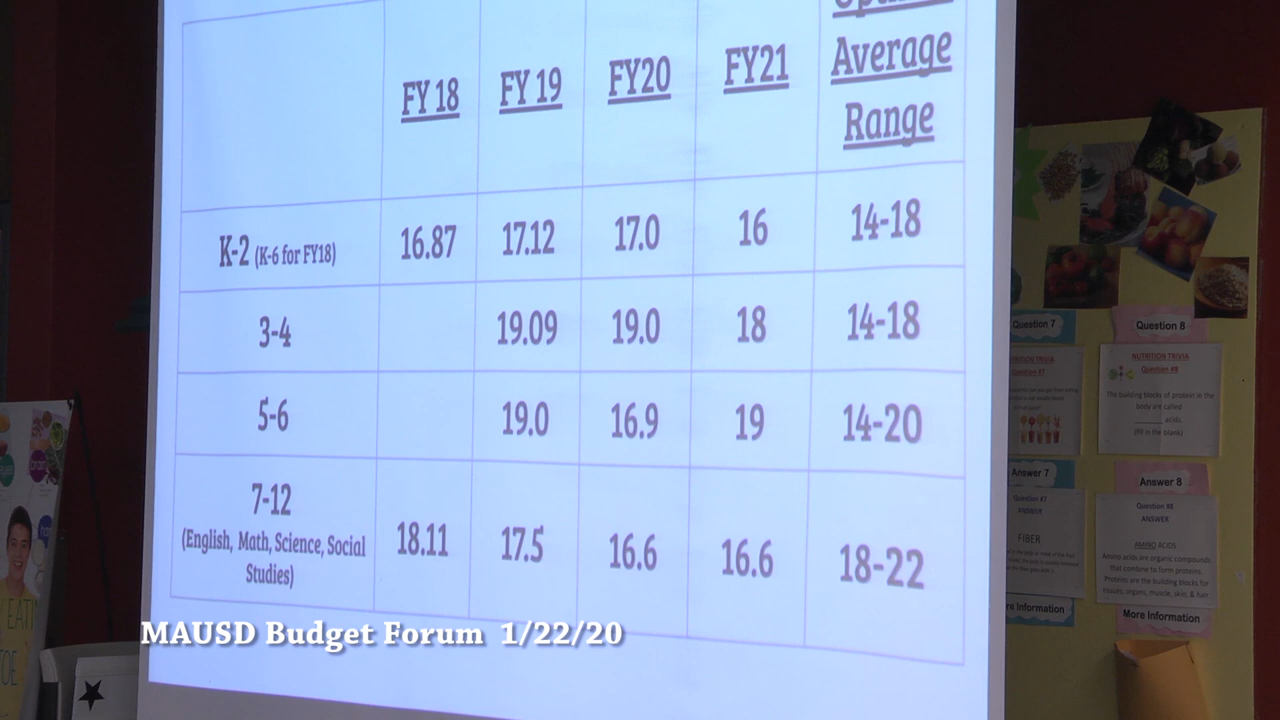 FY 18 FY 19 FY20 FY21 Average
Range
K-2 (K-6 for FY18) 16.87 17.12 17.0 16 14-18
3-4 19.09 19.0 18 14-18
5-6 19.0 16.9 19 14-20
7-12
(English, Math, Science, Social
Studies)
18.11 17.5 16.6 16.6 18-22
MAUSD Budget Forum 1/22/20
Question 7
Question 8
NUTRITION TRIVIA
Question #8
The building blocks of protein in the
body are called
______ acids.
(fill in the blank)
Answer 7
Question #7
ANSWER
FIBER
More Information
Answer 8
Question #8
ANSWER
AMINO ACIDS
Amino acids are organic compounds
that combine to form proteins.
Proteins are the building blocks for
tissues, organs, muscle, skin, & hair
More Information